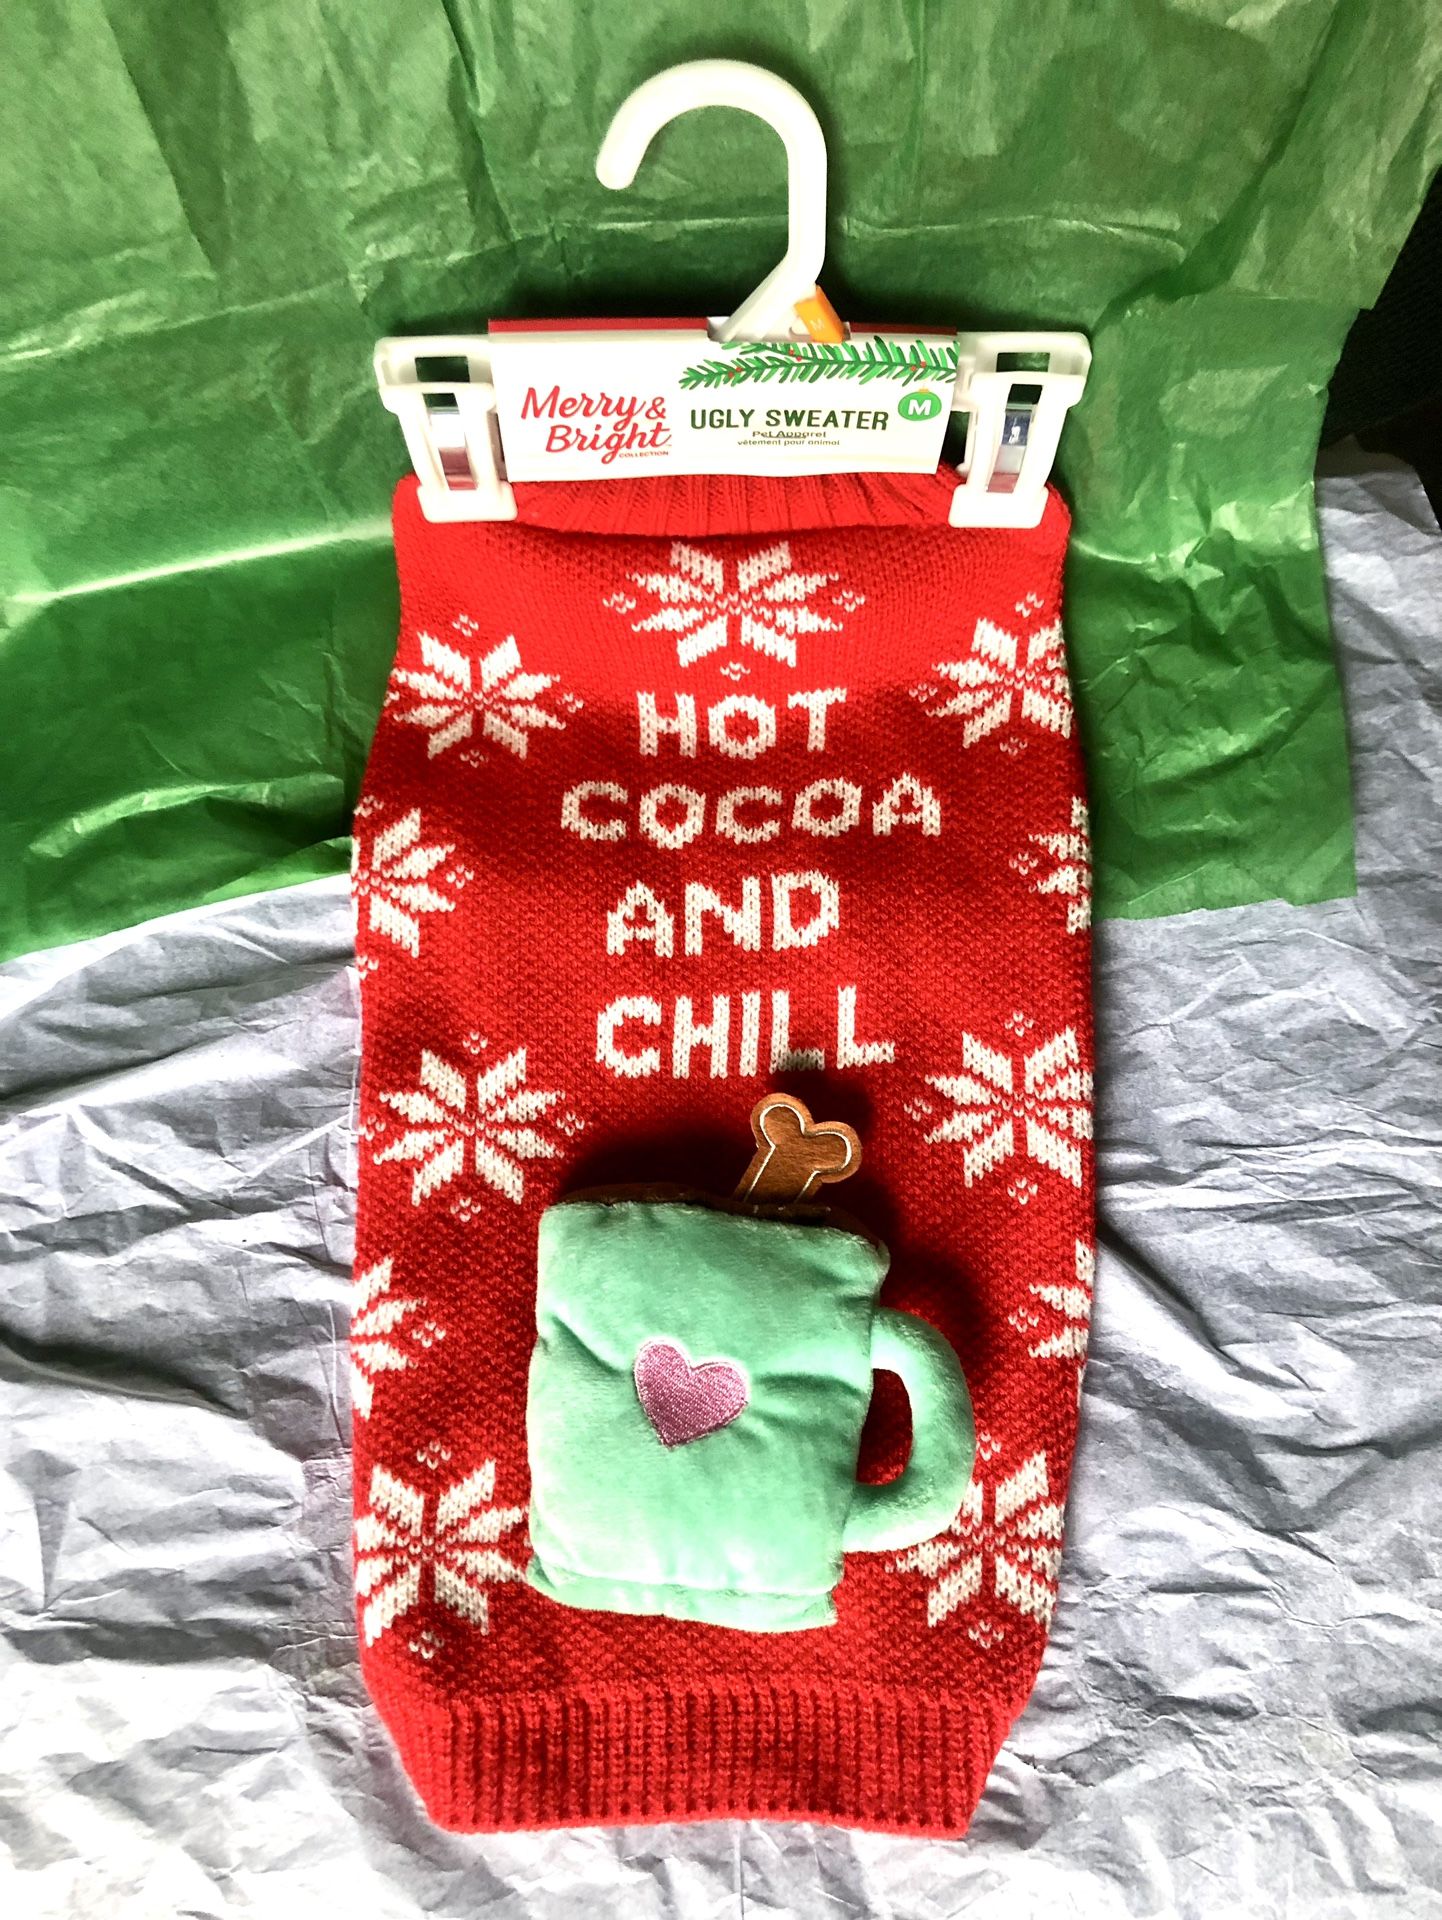 M
Merry &
Bright
COLLECTION
UGLY SWEATER
Pet Apparel
vêtement pour animal
M
HOT
COCOA
AND
CHILL